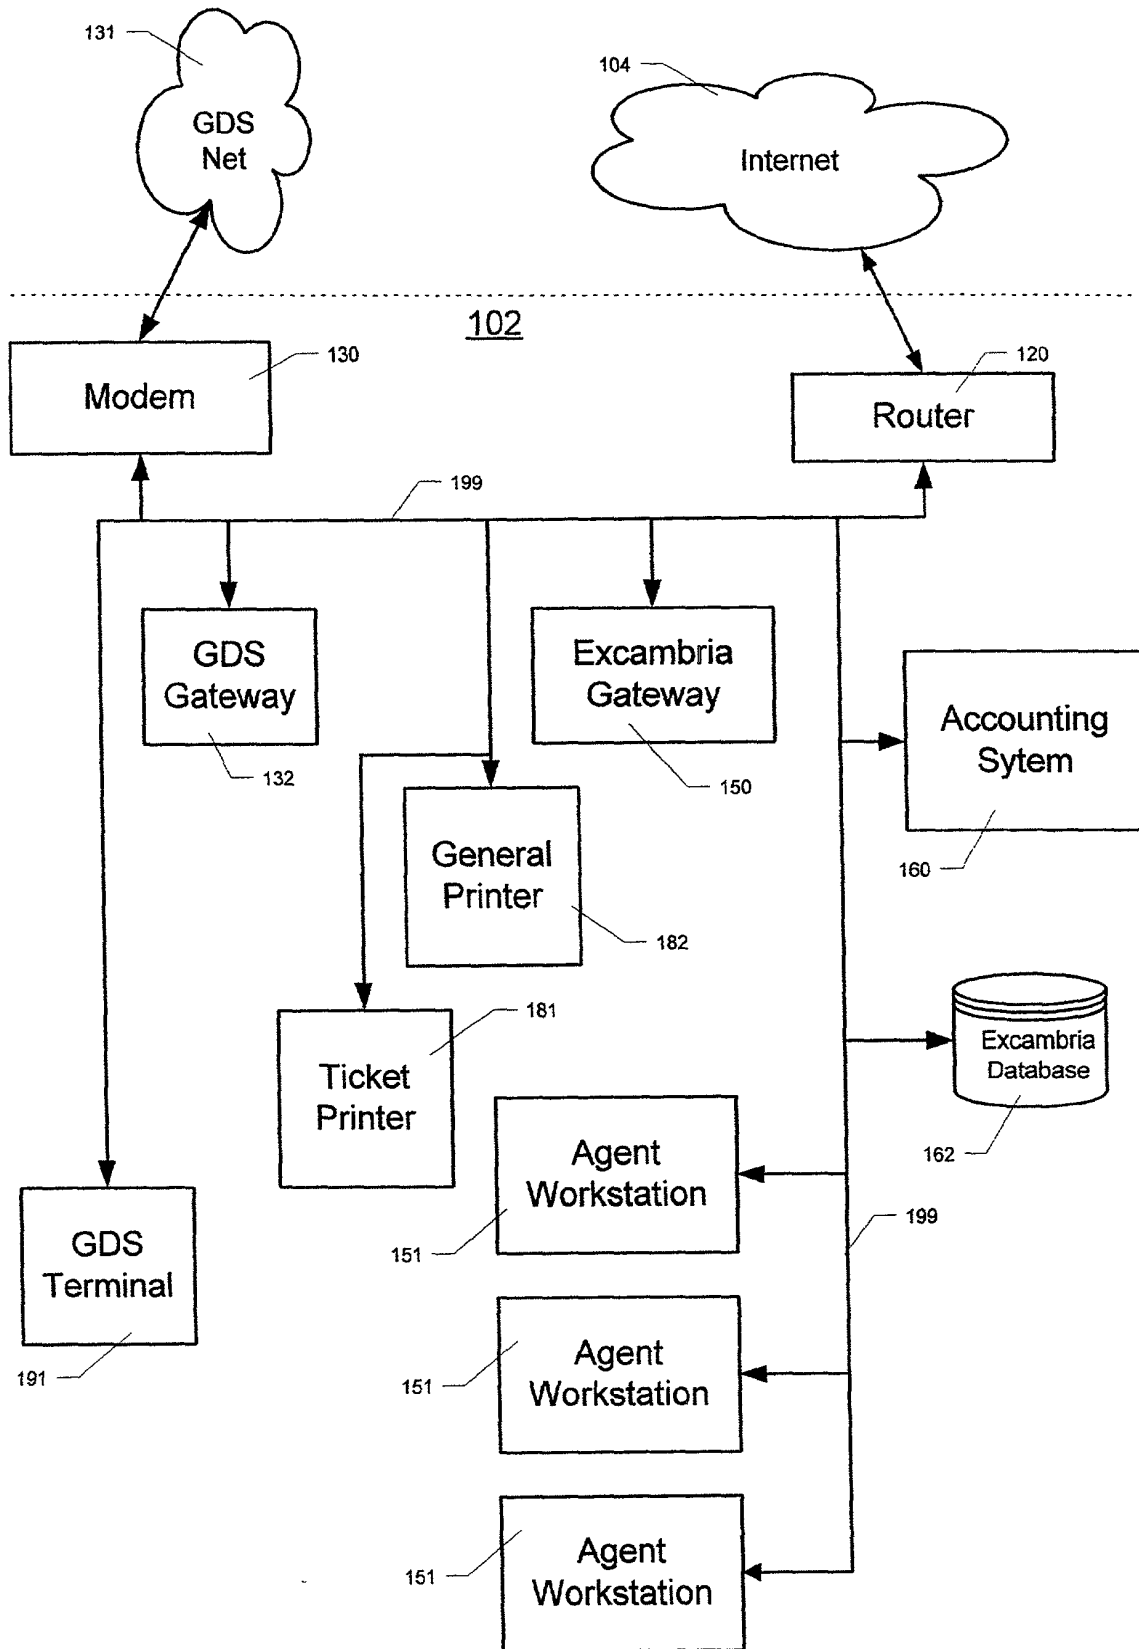 131
GDS
Net
104
Internet
102
130
Modem
120
Router
199
GDS
Gateway
132
Excambria
Gateway
150
Accounting
Sytem
160
General
Printer
182
181
Ticket
Printer
Excambria
Database
162
Agent
Workstation
151
199
GDS
Terminal
191
Agent
Workstation
151
Agent
Workstation
151